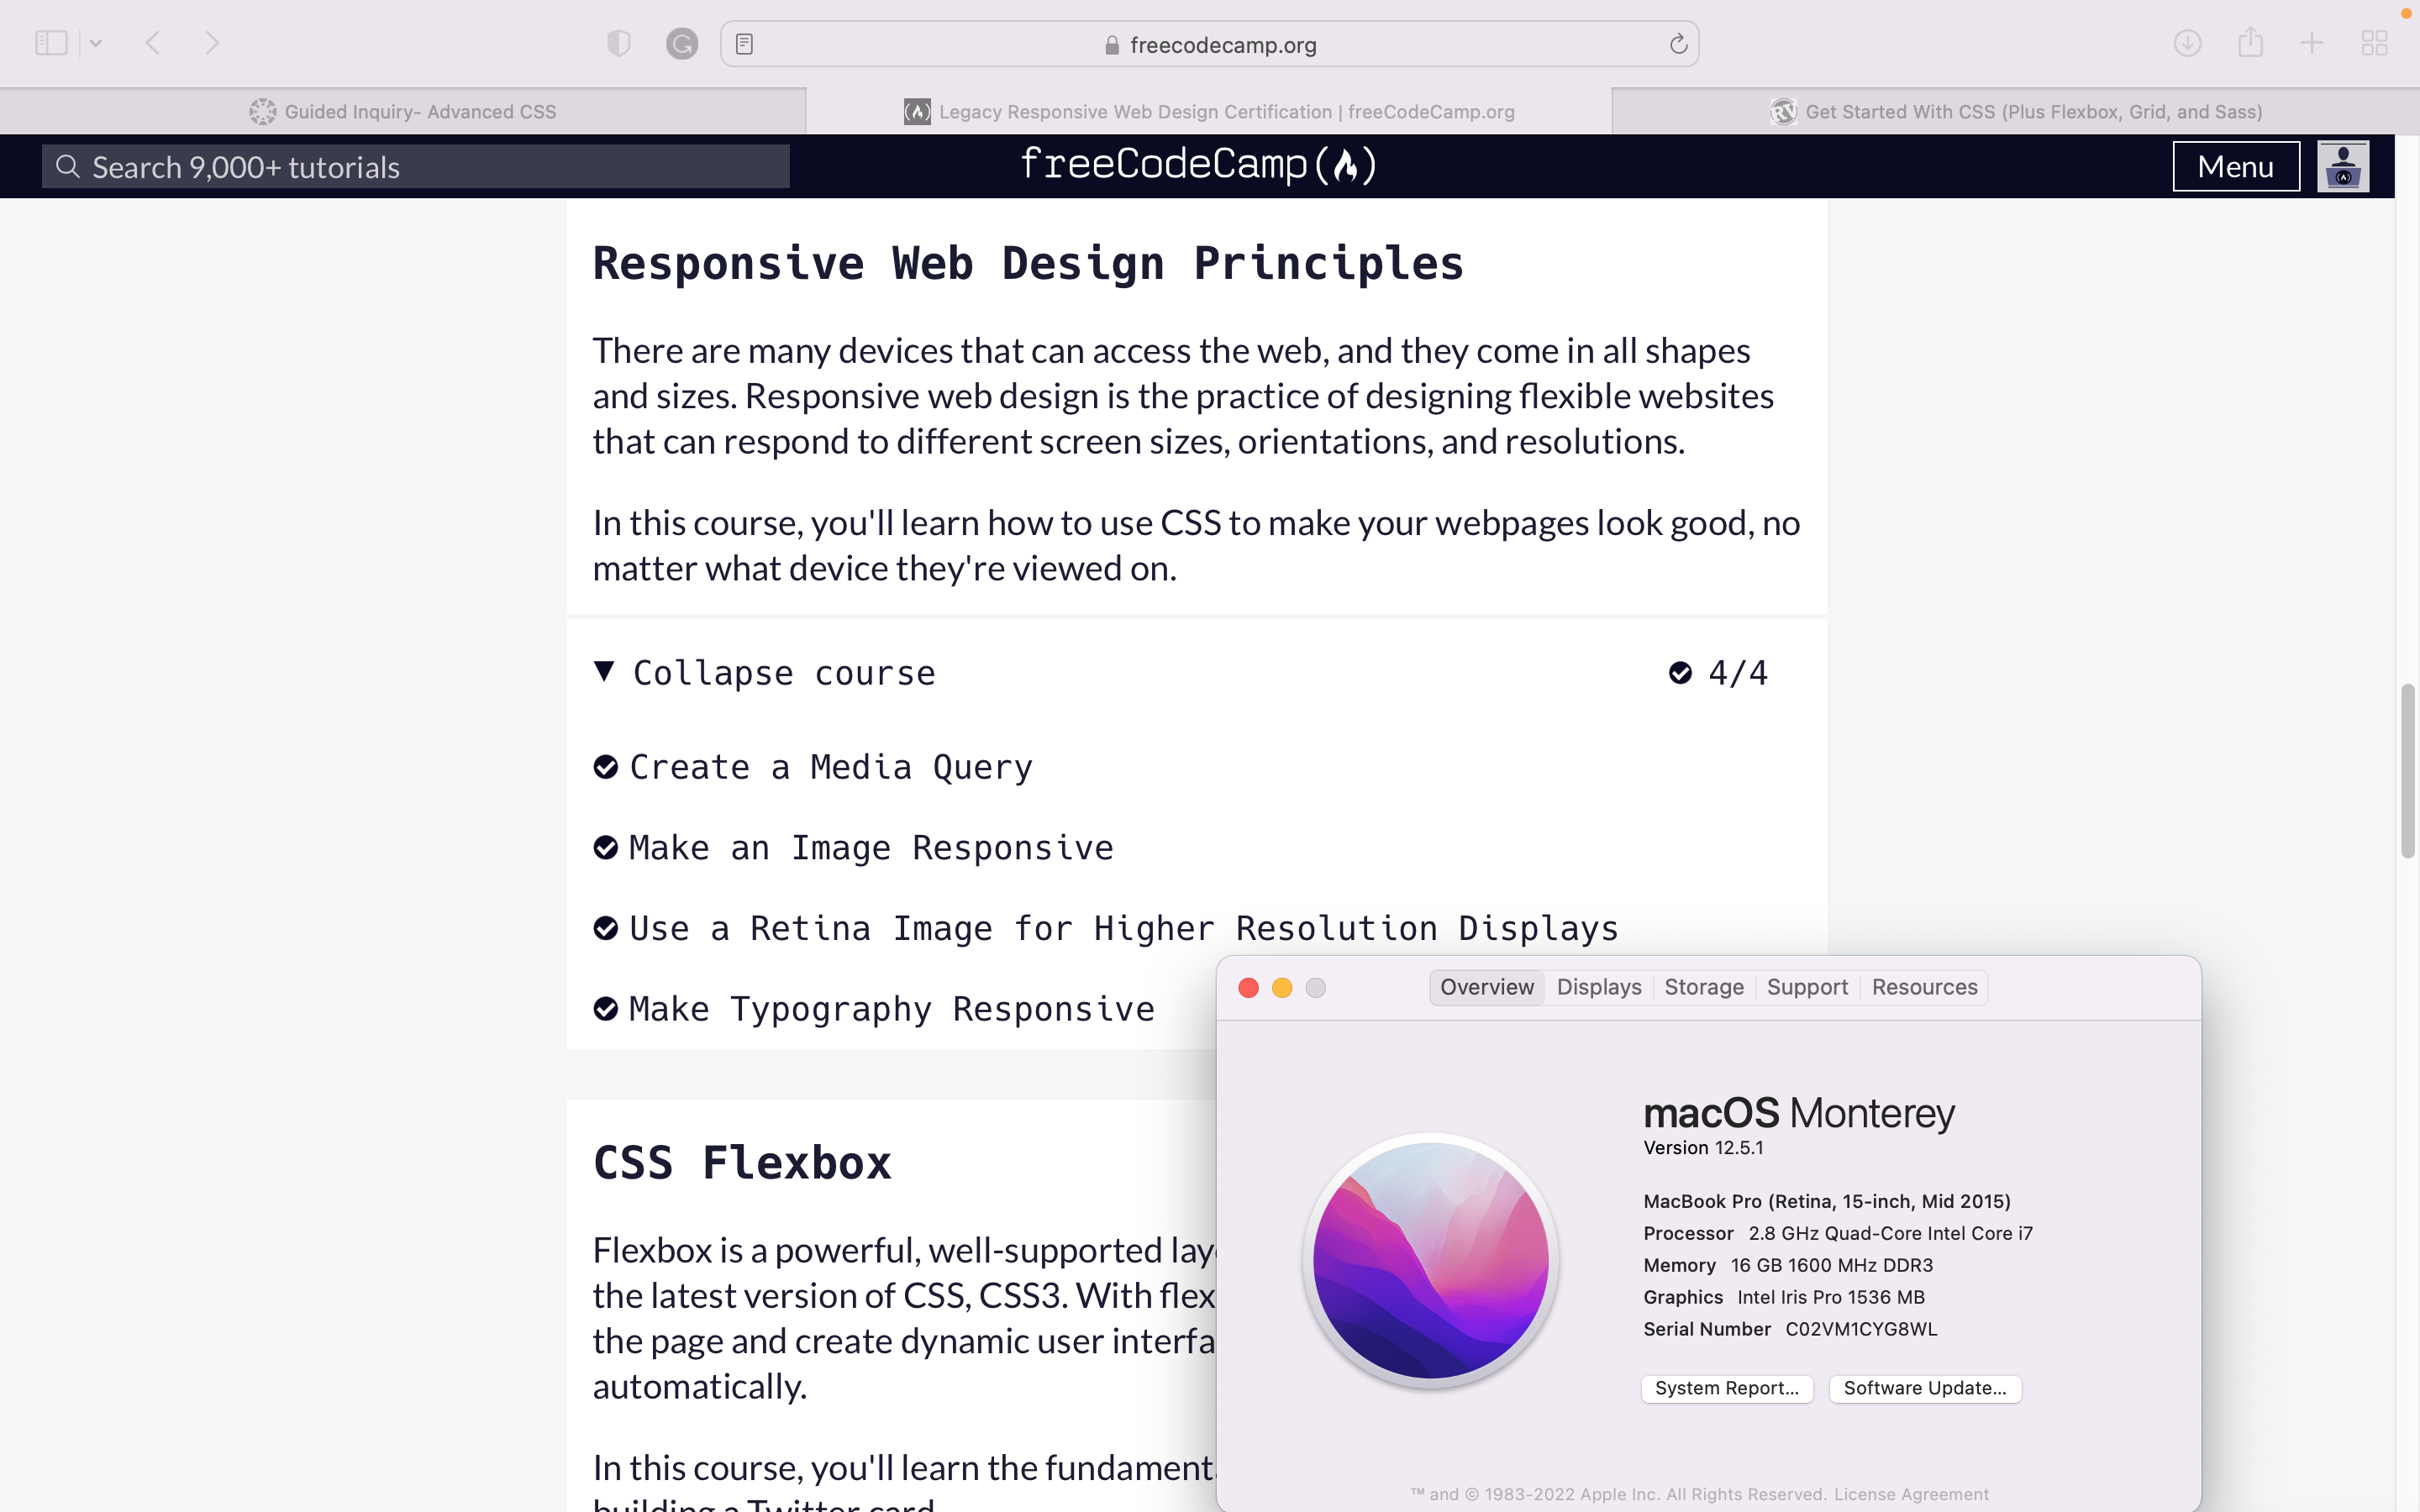 freecodecamp.org
Guided Inquiry- Advanced CSS
Legacy Responsive Web Design Certification | freeCodeCamp.org
Get Started With CSS (Plus Flexbox, Grid, and Sass)
Search 9,000+ tutorials
freeCodeCamp
Menu
Responsive Web Design Principles
There are many devices that can access the web, and they come in all shapes
and sizes. Responsive web design is the practice of designing flexible websites
that can respond to different screen sizes, orientations, and resolutions.
In this course, you'll learn how to use CSS to make your webpages look good, no
matter what device they're viewed on.
Collapse course
4/4
Create a Media Query
Make an Image Responsive
Use a Retina Image for Higher Resolution Displays
Make Typography Responsive
CSS Flexbox
Flexbox is a powerful, well-supported
the latest version of CSS, CSS3. With
the page and create dynamic user
automatically.
In this course, you'll learn the
building a Twitter card
Overview
Displays
Storage
Support
Resources
macOS Monterey
Version 12.5.1
MacBook Pro (Retina, 15-inch, Mid 2015)
Processor 2.8 GHz Quad-Core Intel Core i7
Memory 16 GB 1600 MHz DDR3
Graphics Intel Iris Pro 1536 MB
Serial Number C02VM1CYG8WL
System Report...
Software Update...
™ and © 1983-2022 Apple Inc. All Rights Reserved. License Agreement